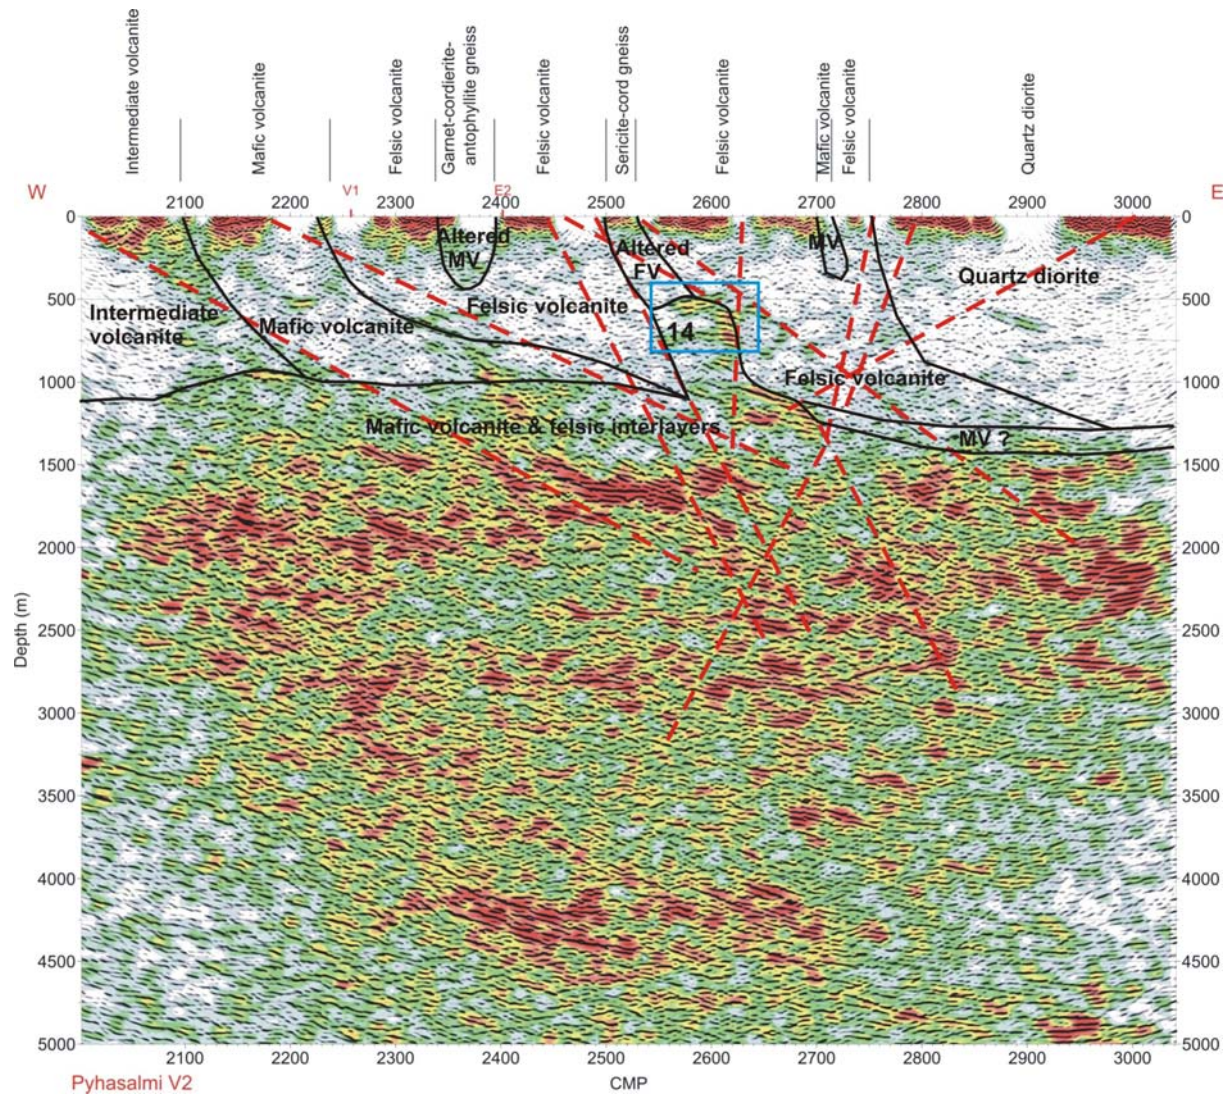 Intermediate volcanite
Mafic volcanite
Felsic volcanite
Garnet-cordierite-
antophyllite gneiss
Felsic volcanite
Sericite-cord gneiss
Felsic volcanite
Mafic volcanite
Felsic volcanite
Quartz diorite
W
V1
E2
E
2100 2200 2300 2400 2500 2600 2700 2800 2900 3000
0 0
Altered
MV
Altered
FV
MV
Quartz diorite
500 500
Intermediate
volcanite
Mafic volcanite
Felsic volcanite
14
Felsic volcanite
1000 1000
Mafic volcanite & felsic interlayers
MV ?
1500 1500
2000 2000
2500 2500
Depth (m)
3000 3000
3500 3500
4000 4000
4500 4500
5000 5000
2100 2200 2300 2400 2500 2600 2700 2800 2900 3000
Pyhasalmi V2
CMP